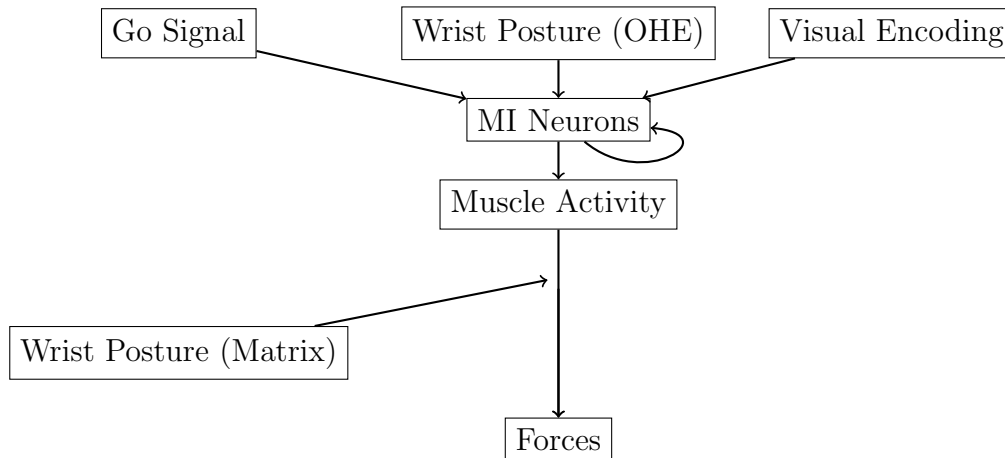 Go Signal
Wrist Posture (OHE)
Visual Encoding
MI Neurons
Muscle Activity
Wrist Posture (Matrix)
Forces